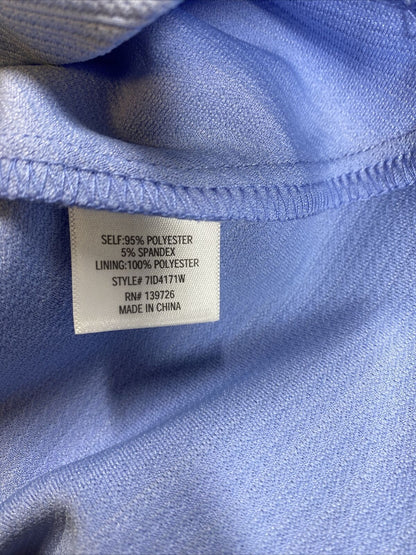 SELF:95% POLYESTER
5% SPANDEX
LINING:100% POLYESTER
STYLE# 7ID4171W
RN# 139726
MADE IN CHINA